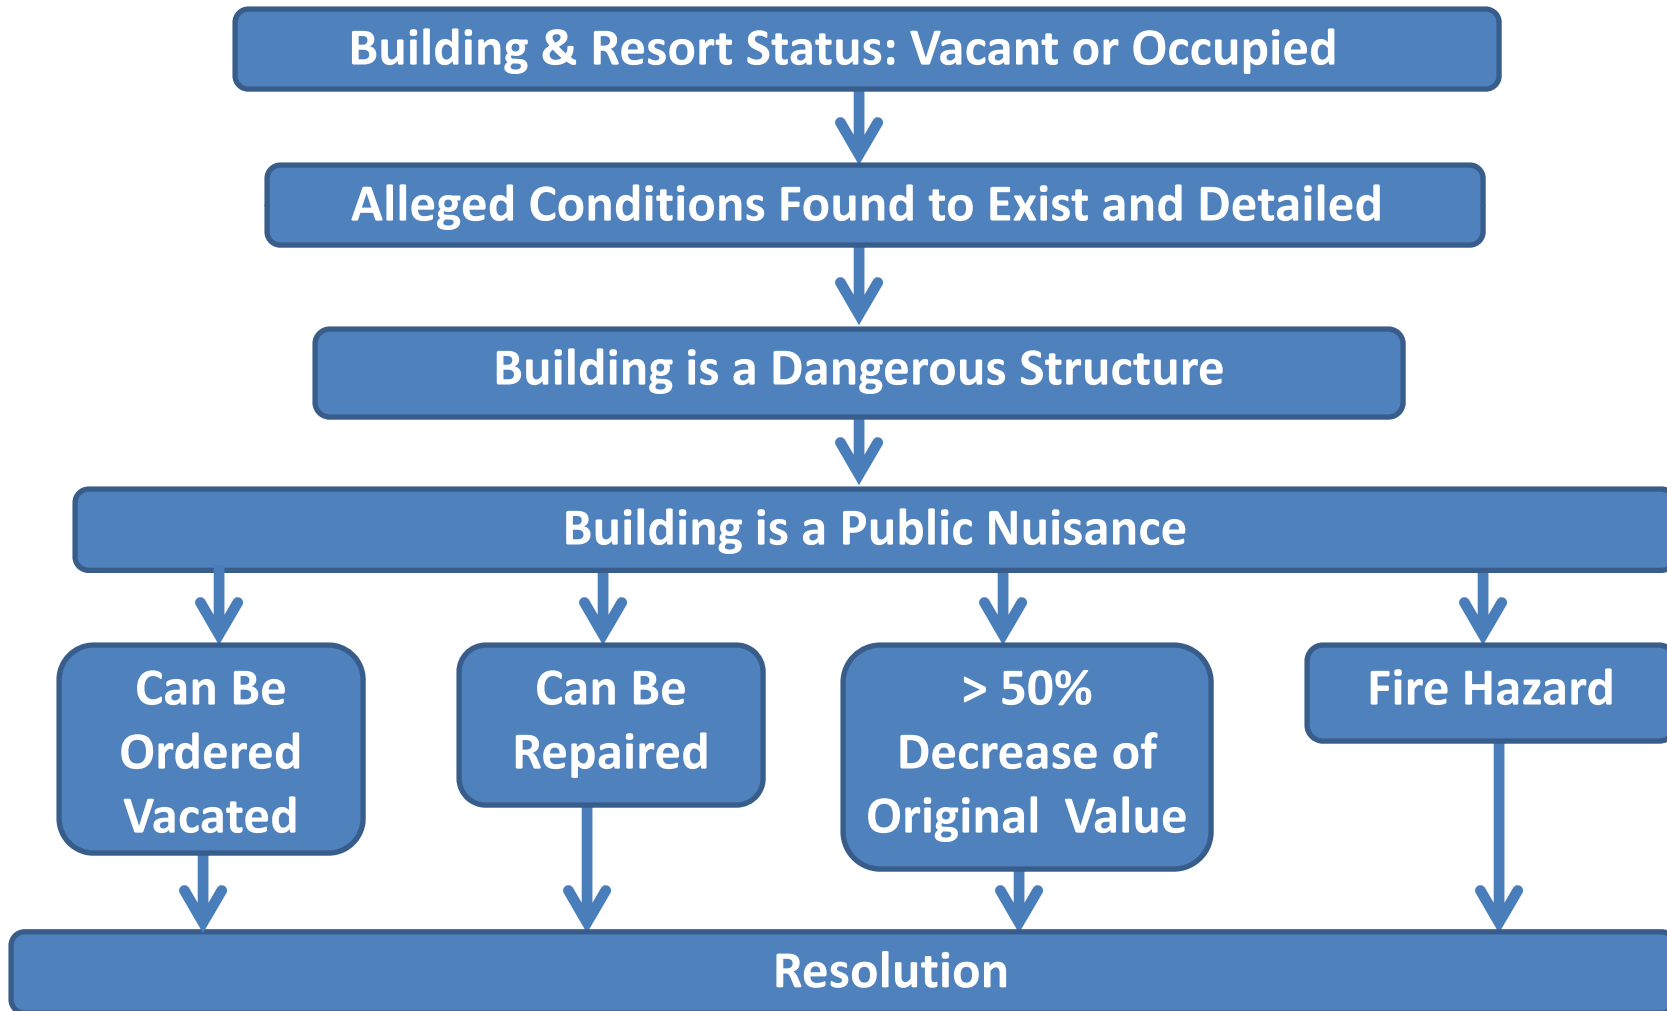 Building & Resort Status: Vacant or Occupied
Alleged Conditions Found to Exist and Detailed
Building is a Dangerous Structure
Building is a Public Nuisance
Can Be
Ordered
Vacated
Can Be
Repaired
> 50%
Decrease of
Original  Value
Fire Hazard
Resolution